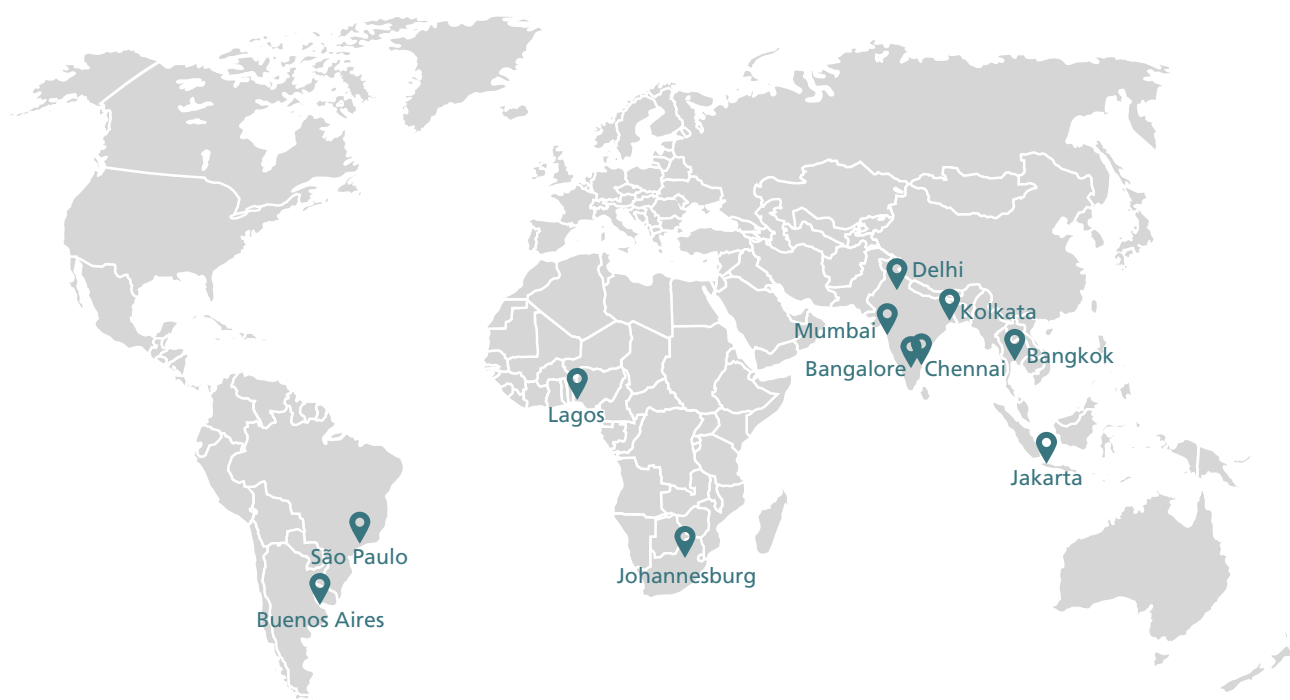 Delhi
Kolkata
Mumbai
Bangkok
Bangalore
Chennai
Lagos
Jakarta
São Paulo
Johannesburg
Buenos Aires